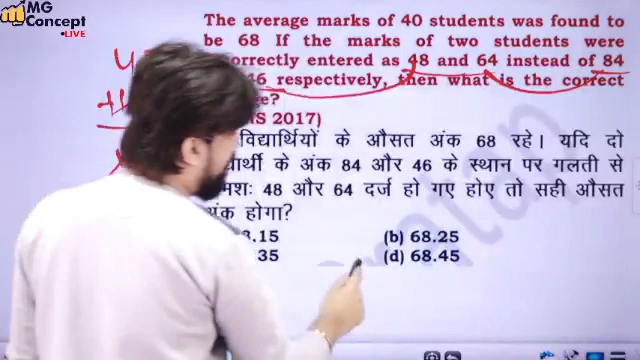 MG
Concept
LIVE
The average marks of 40 students was found to
be 68 If the marks of two students were
correctly entered as 48 and 64 instead of 84
46 respectively, then what is the correct
2017)
विद्यार्थियों के औसत अंक 68 रहे। यदि दो
के अंक 84 और 46 के स्थान पर गलती से
48 और 64 दर्ज हो गए होए तो सही औसत
अंक होगा?
.15 (b) 68.25
35 (d) 68.45